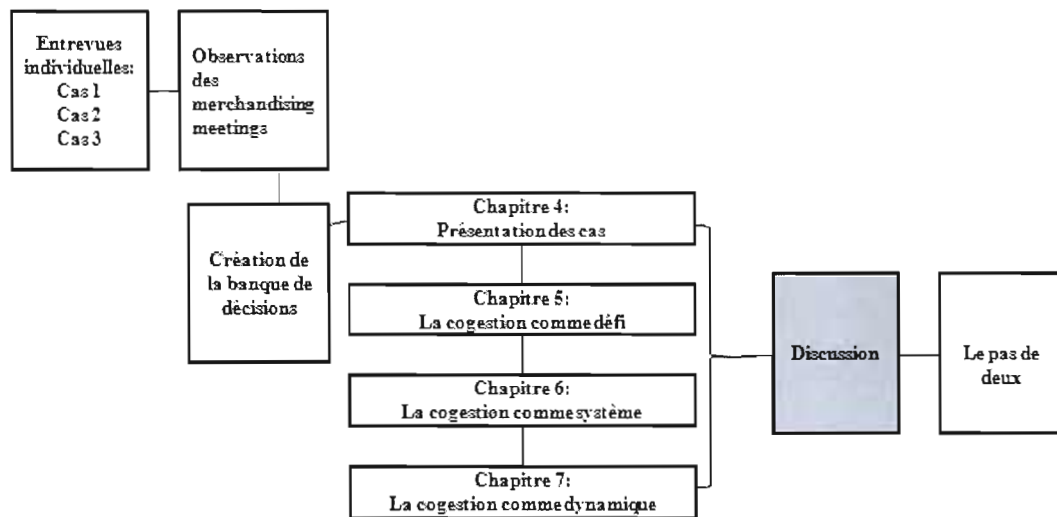 Entrevues
individuelles:
Cas 1
Cas 2
Cas 3
Observations
des
merchandising
meetings
Création de
la banque de
décisions
Chapitre 4:
Présentation des cas
Chapitre 5:
La cogestion comme défi
Chapitre 6:
La cogestion comme système
Chapitre 7:
La cogestion comme dynamique
Discussion
Le pas de
deux